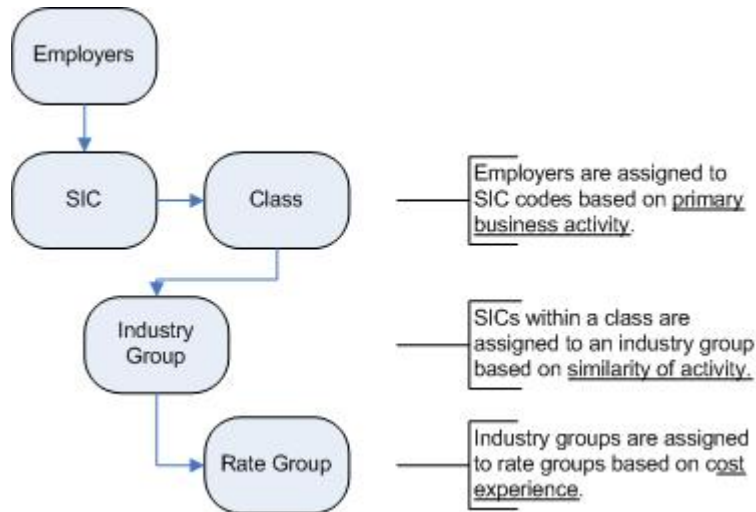 Employers
SIC
Class
Employers are assigned to
SIC codes based on primary
business activity.
Industry
Group
SICs within a class are
assigned to an industry group
based on similarity of activity.
Rate Group
Industry groups are assigned
to rate groups based on cost
experience.